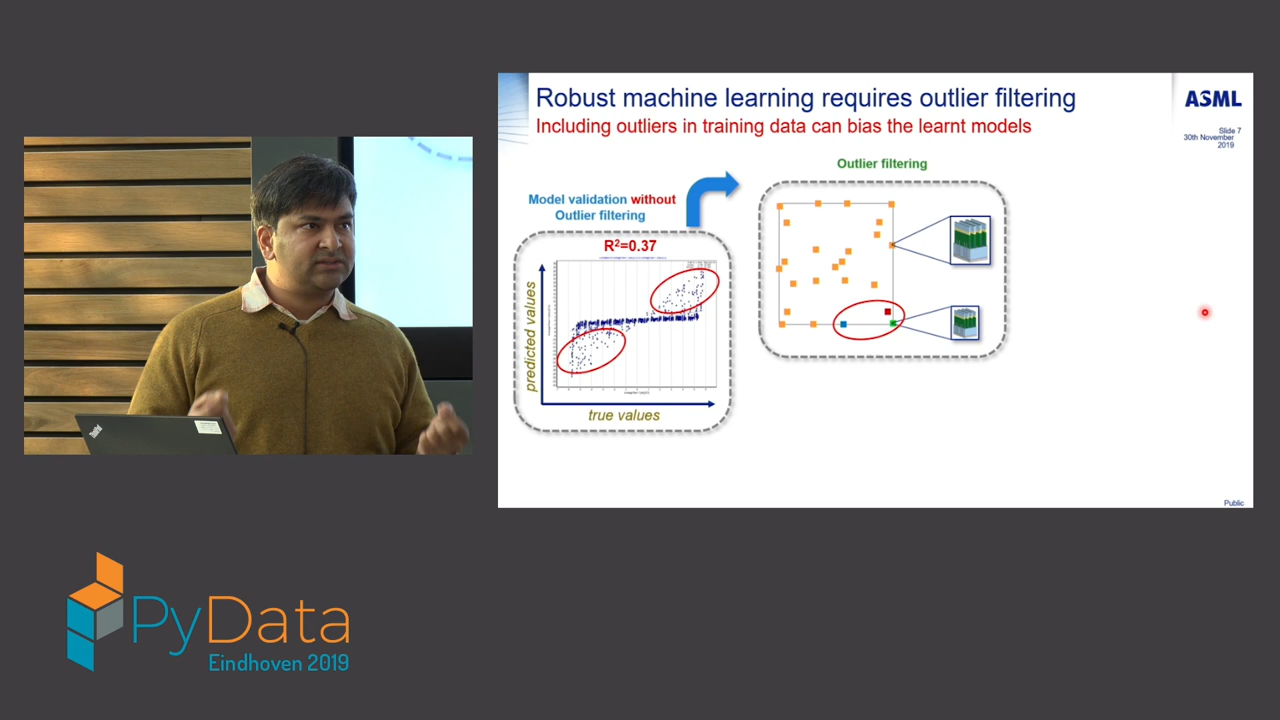 Robust machine learning requires outlier filtering
Including outliers in training data can bias the learnt models
ASML
Slide 7
30th November
2019
Outlier filtering
Model validation without
Outlier filtering
R²=0.37
predicted values
true values
ThinkPad
Public
PyData
Eindhoven 2019